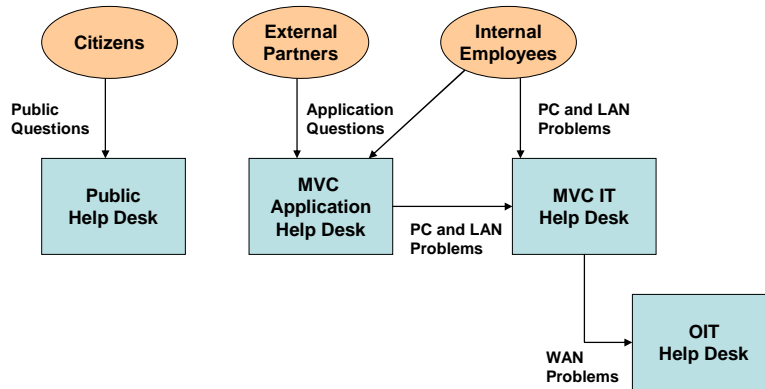 Citizens
External
Partners
Internal
Employees
Public
Questions
Application
Questions
PC and LAN
Problems
Public
Help Desk
MVC
Application
Help Desk
PC and LAN
Problems
MVC IT
Help Desk
WAN
Problems
OIT
Help Desk